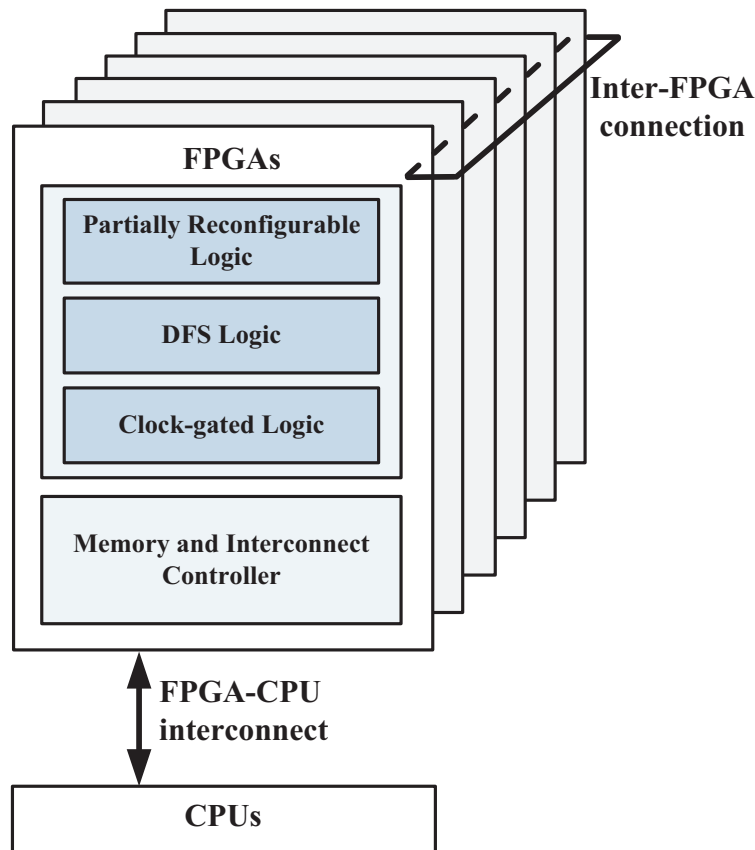 Inter-FPGA
connection
FPGAs
Partially Reconfigurable
Logic
DFS Logic
Clock-gated Logic
Memory and Interconnect
Controller
FPGA-CPU
interconnect
CPUs